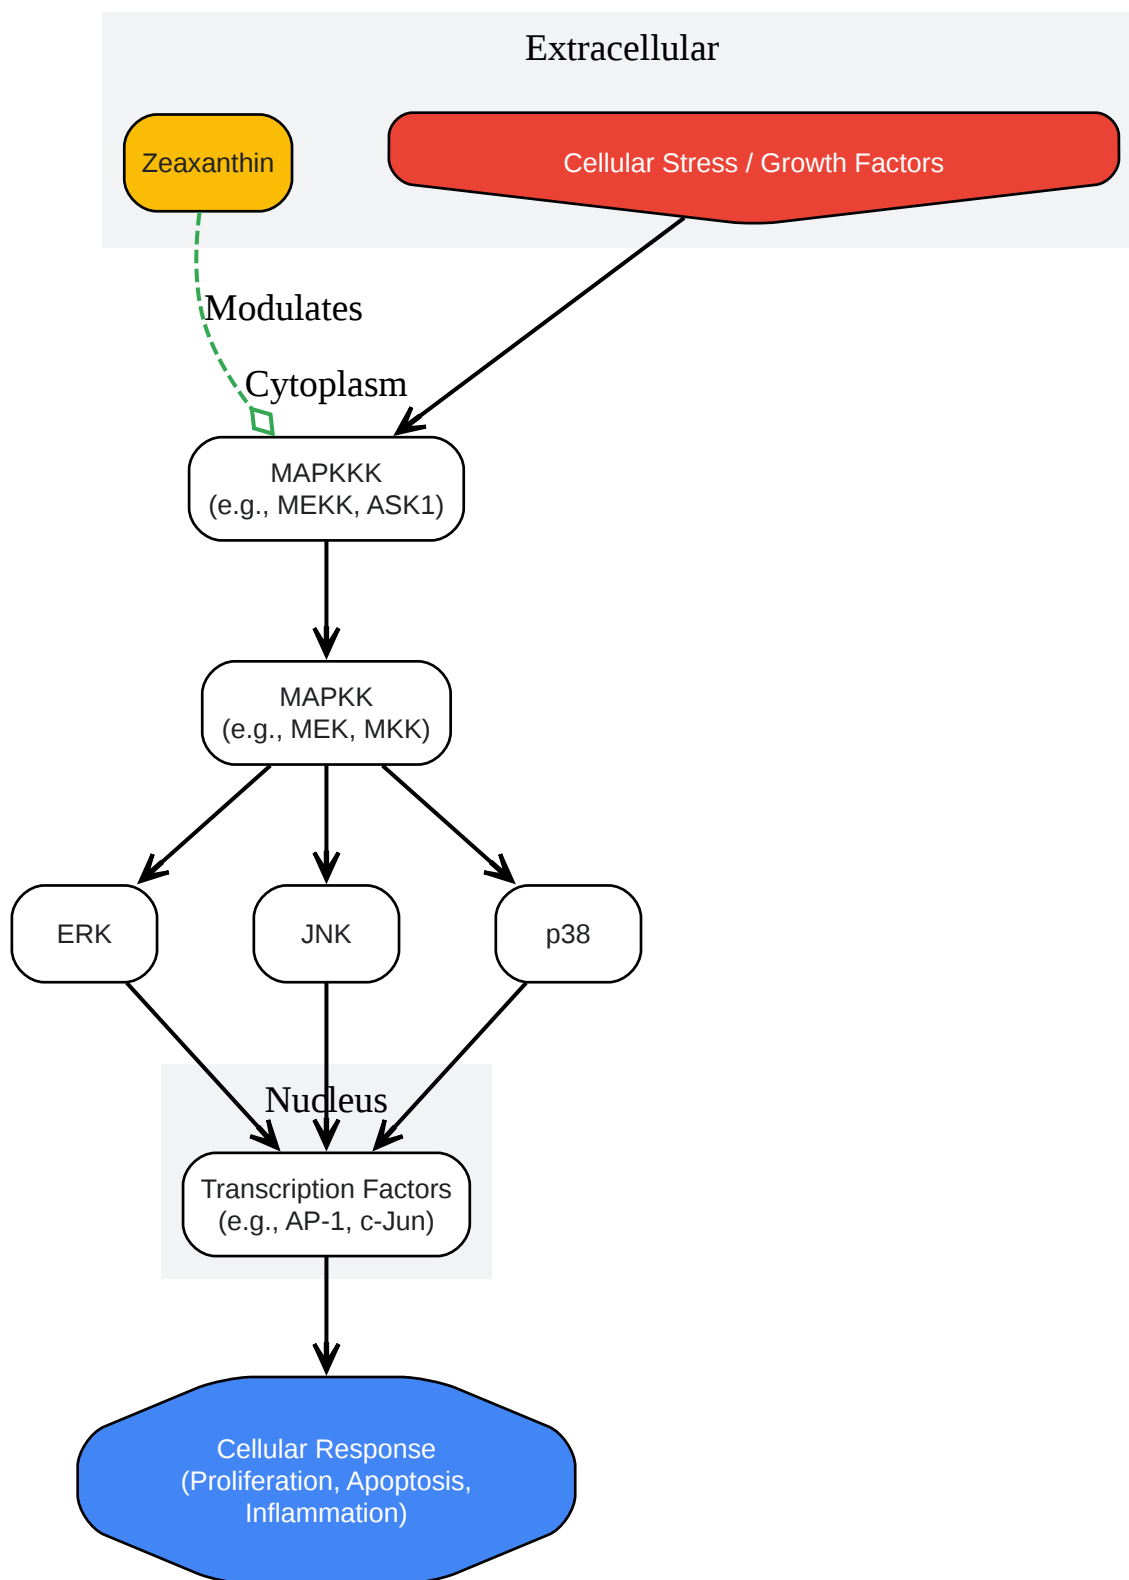 Extracellular
Zeaxanthin
Cellular Stress / Growth Factors
Modulates
Cytoplasm
MAPKKK
(e.g., MEKK, ASK1)
MAPKK
(e.g., MEK, MKK)
ERK
JNK
p38
Nucleus
Transcription Factors
(e.g., AP-1, c-Jun)
Cellular Response
(Proliferation, Apoptosis,
Inflammation)